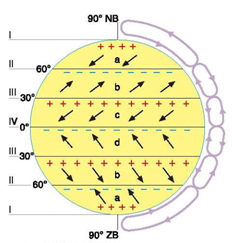 90° NB
I
+ + + +
a
II
60°
– – – – – – – –
b
III
30°
+ + + + + + + + +
c
IV
0°
– – – – – – – – – –
d
III
30°
+ + + + + + + + +
b
II
60°
– – – – – – – –
a
+ + + +
I
90° ZB